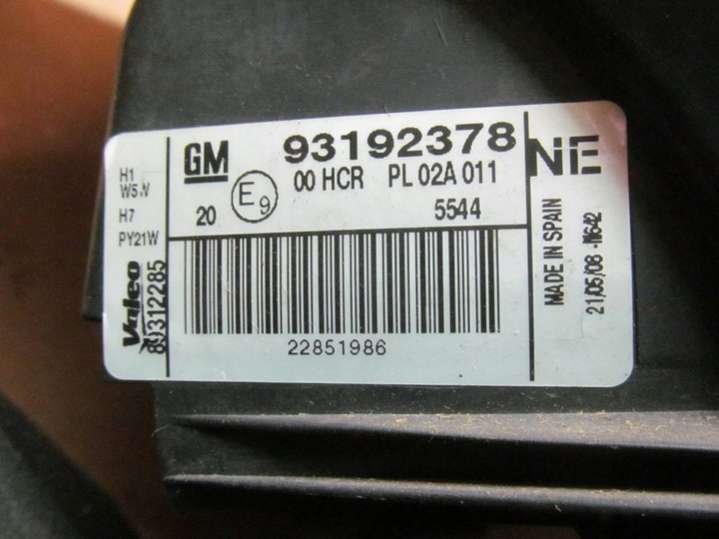 GM 93192378 NE
00 HCR PL 02A 011
20 E9 5544
22851986
H1
W5W
H7
PY21W
Valeo
89312285
MADE IN SPAIN
21/05/08 -N642